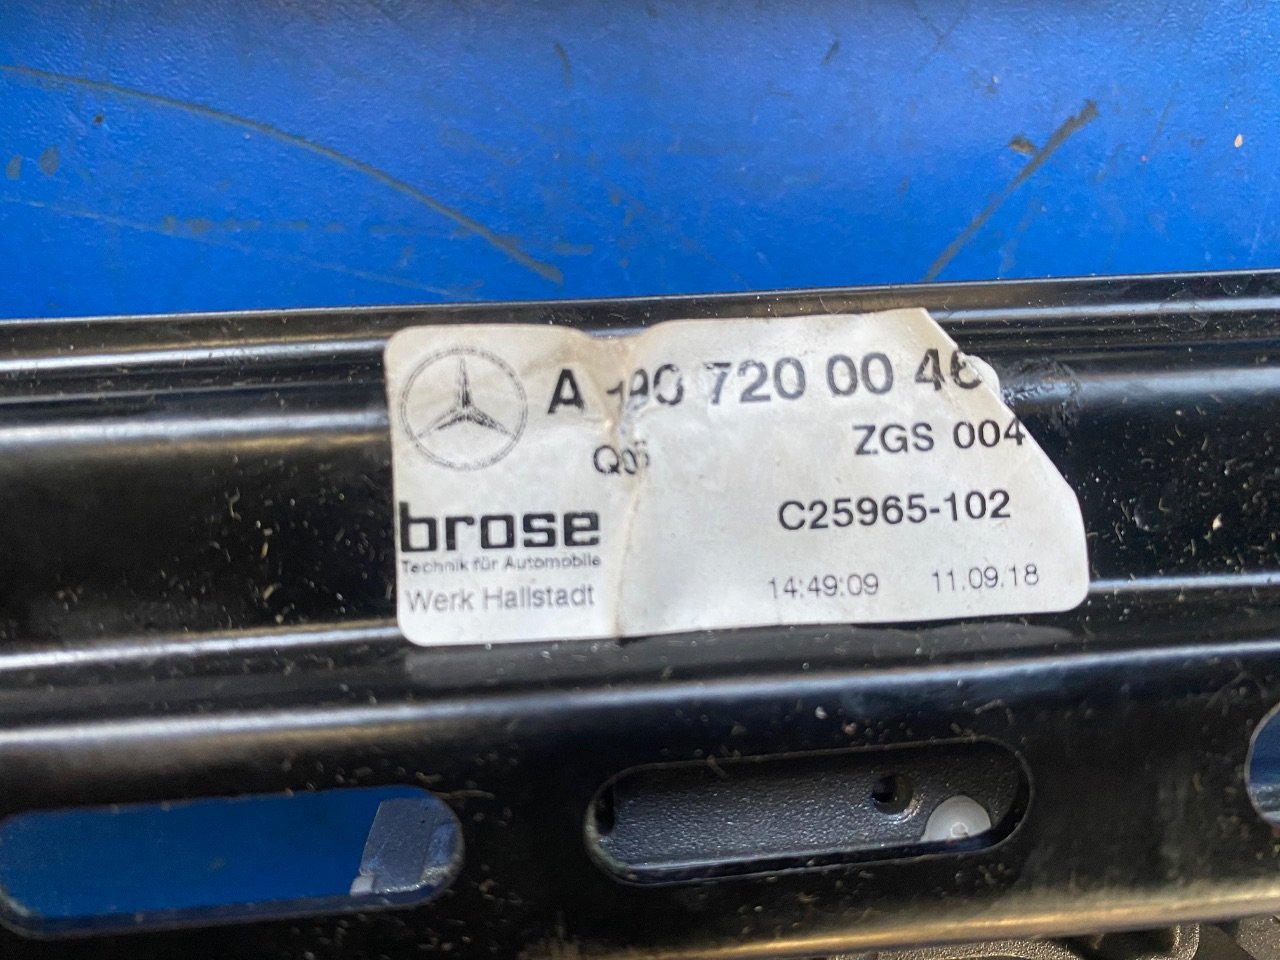 A 190 720 00 46
Q05
ZGS 004
brose
C25965-102
Technik für Automobile
Werk Hallstadt
14:49:09 11.09.18